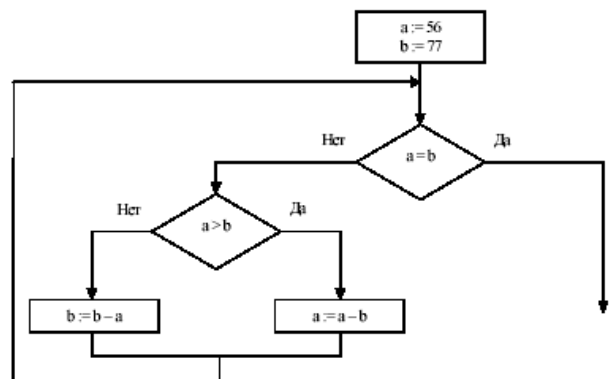 a := 56
b := 77
Нет
a = b
Да
Нет
a > b
Да
b := b – a
a := a – b